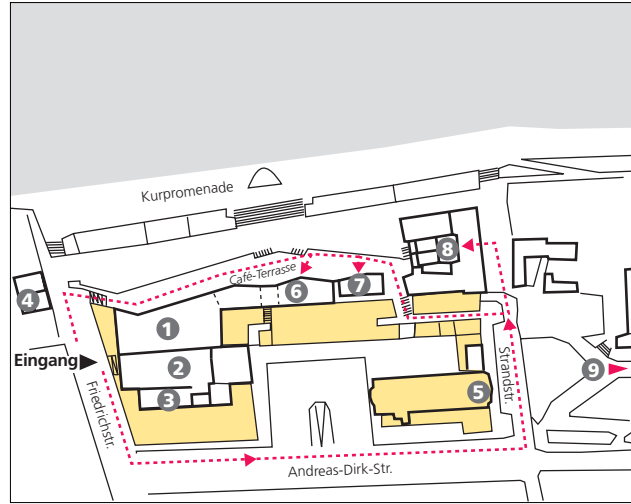 Kurpromenade
8
Café-Terrasse
7
6
4
1
Eingang
2
9
Strandstr.
3
5
Friedrichstr.
Andreas-Dirk-Str.